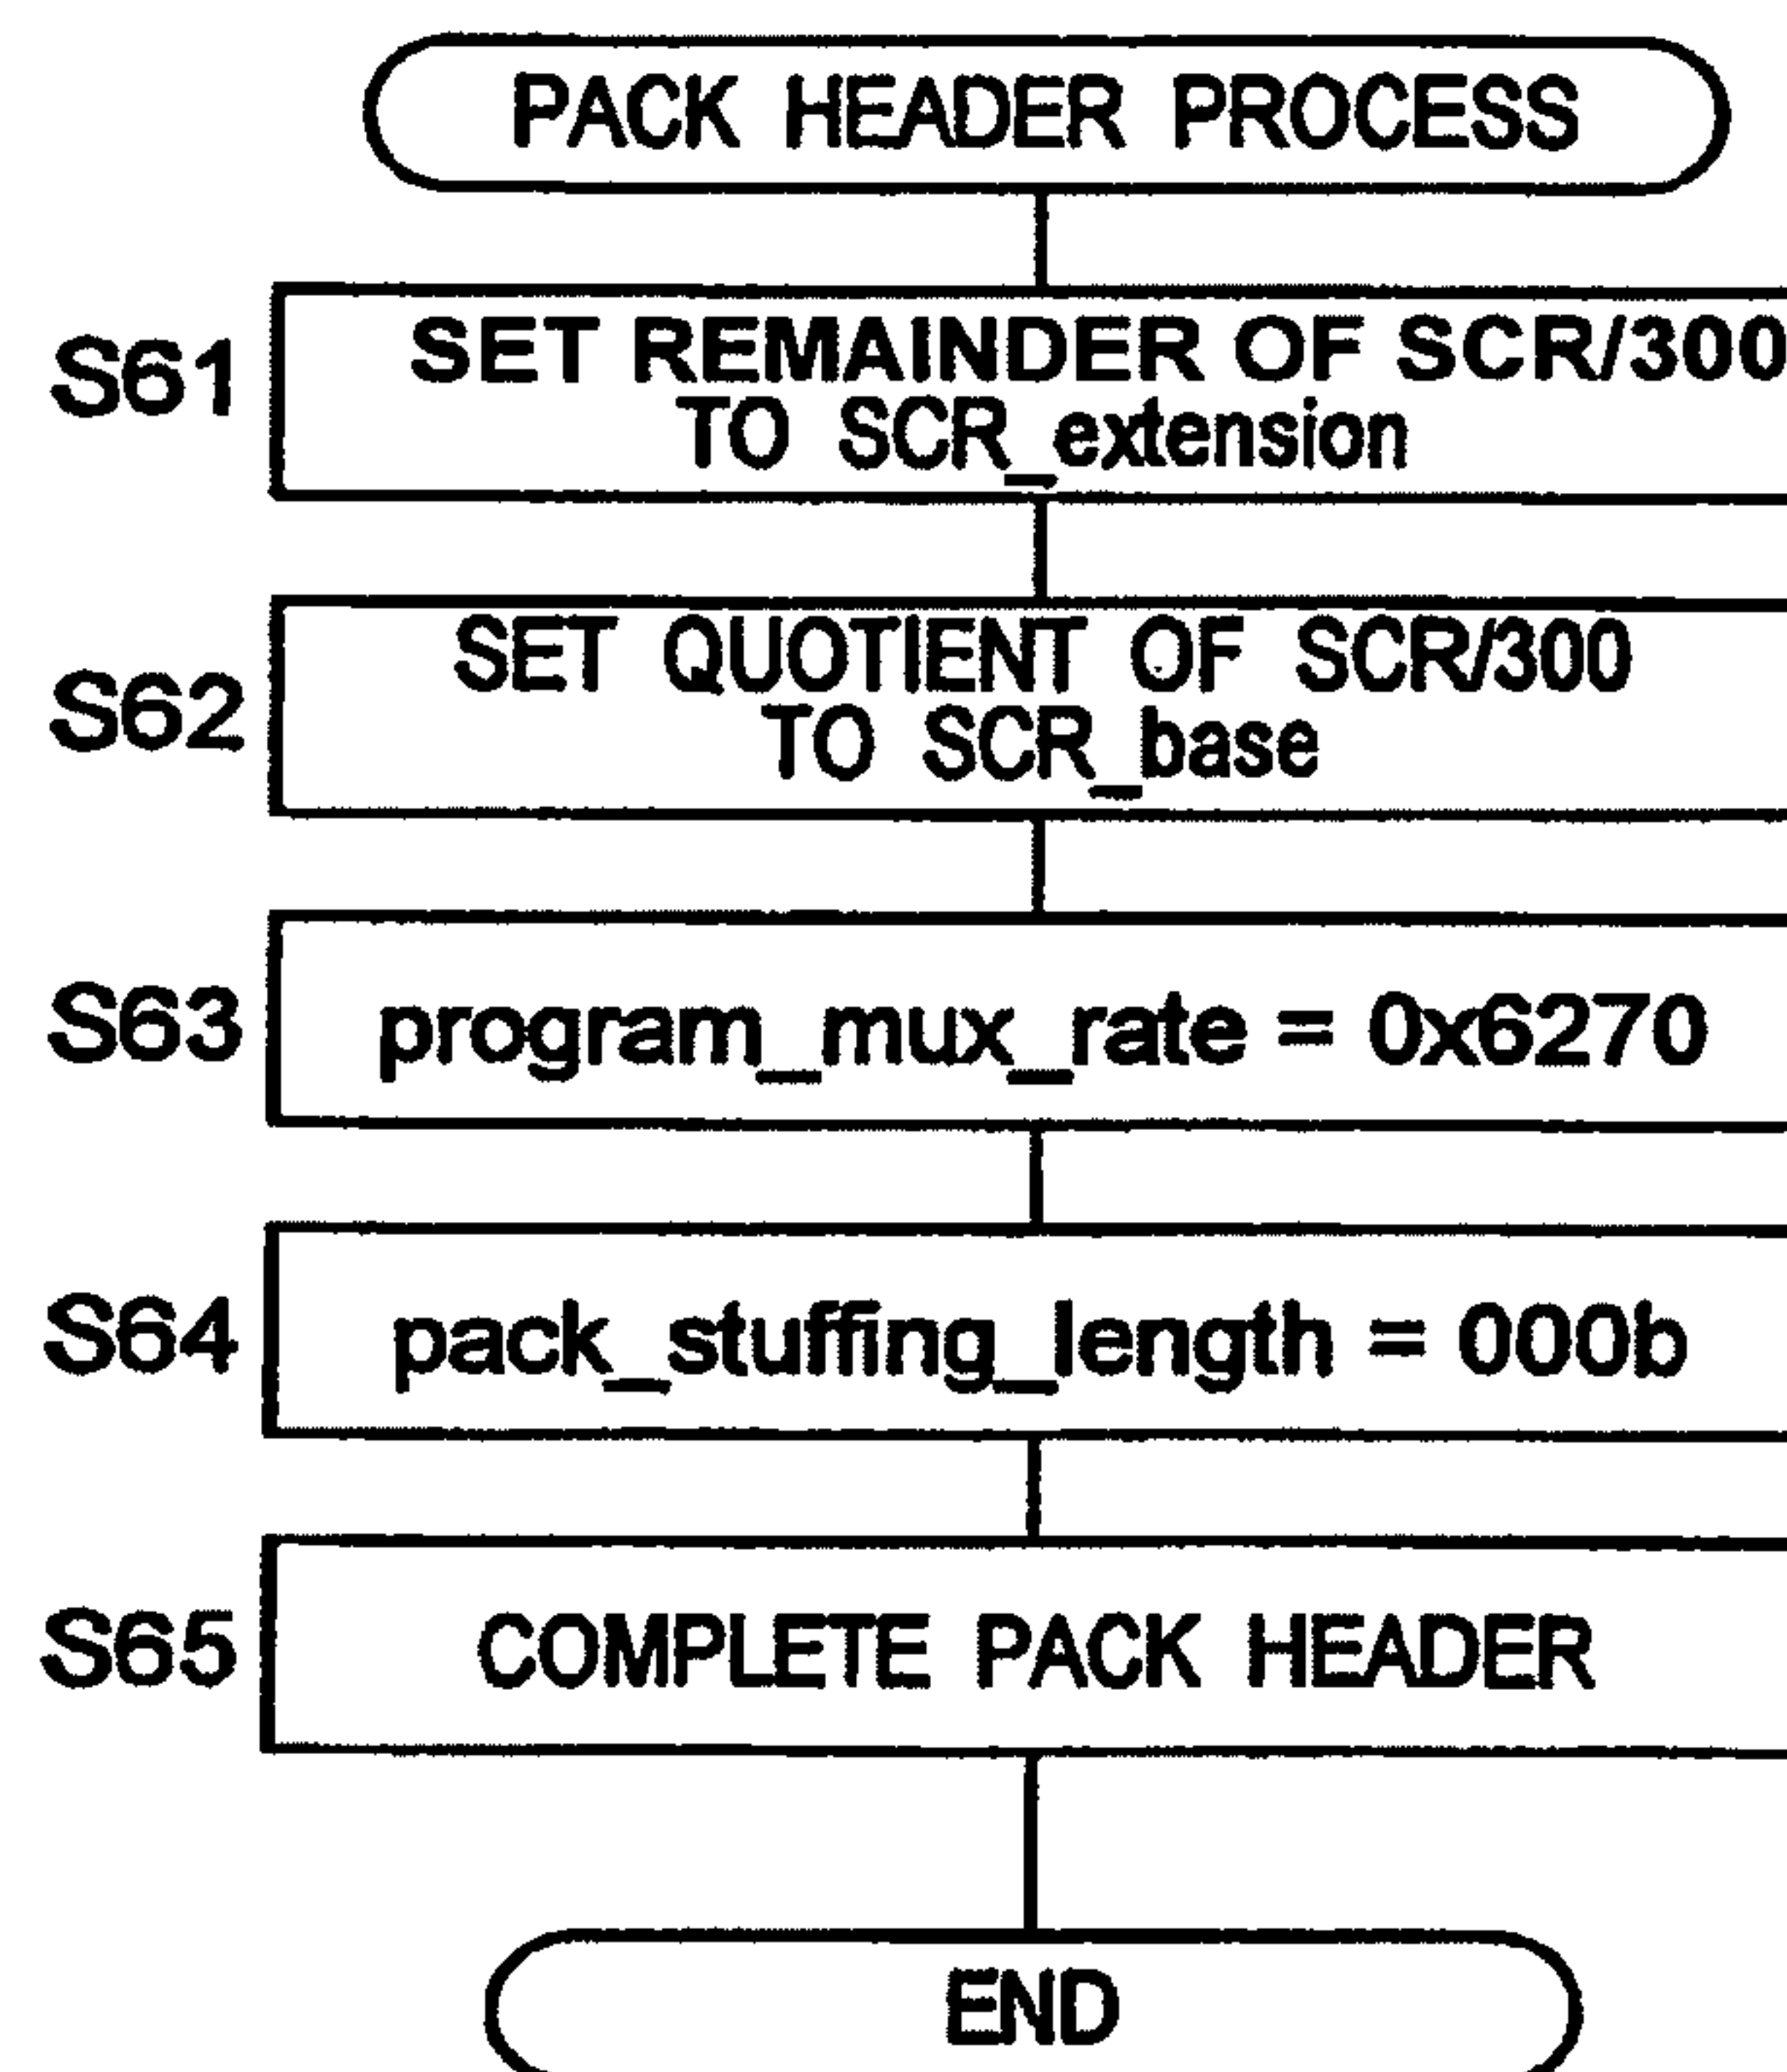 PACK HEADER PROCESS
S61
SET REMAINDER OF SCR/300
TO SCR_extension
S62
SET QUOTIENT OF SCR/300
TO SCR_base
S63
program_mux_rate = 0x6270
S64
pack_stuffing_length = 000b
S65
COMPLETE PACK HEADER
END